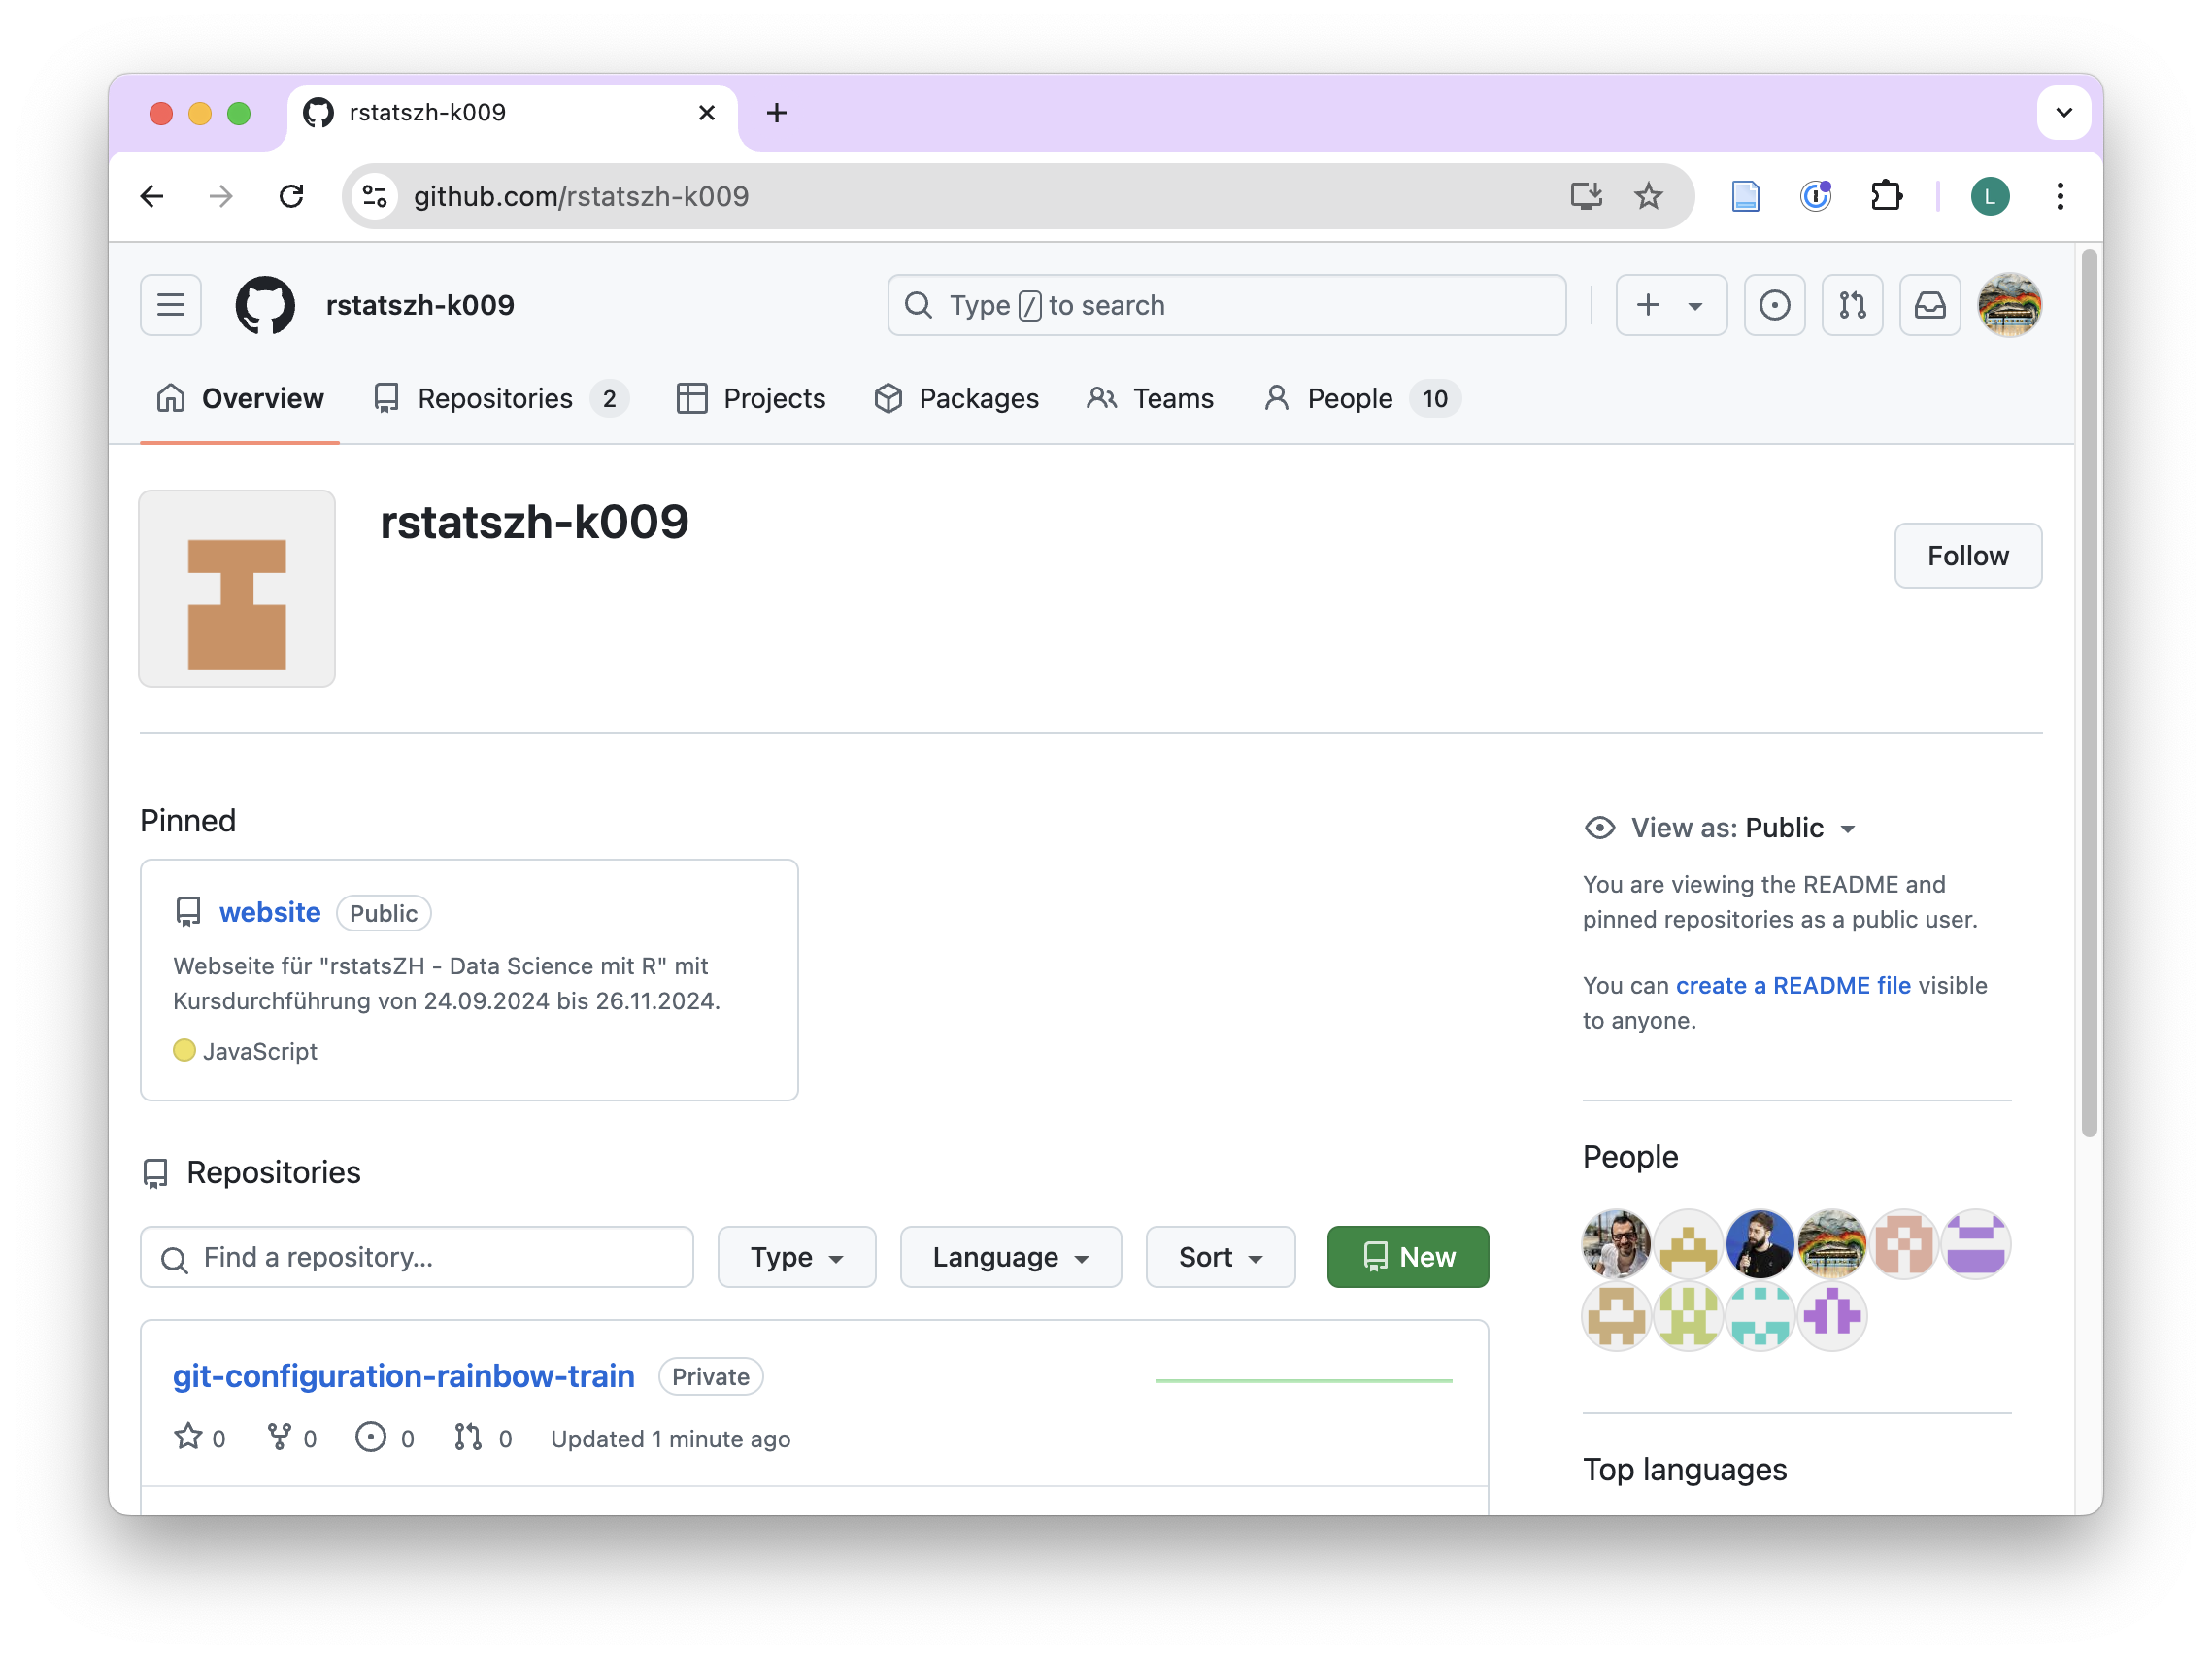 rstatszh-k009
github.com/rstatszh-k009
L
rstatszh-k009
Type / to search
Overview
Repositories 2
Projects
Packages
Teams
People 10
rstatszh-k009
Follow
Pinned
website Public
Webseite für "rstatsZH - Data Science mit R" mit
Kursdurchführung von 24.09.2024 bis 26.11.2024.
JavaScript
View as: Public
You are viewing the README and
pinned repositories as a public user.
You can create a README file visible
to anyone.
Repositories
Find a repository...
Type
Language
Sort
New
git-configuration-rainbow-train Private
0 0 0 0 Updated 1 minute ago
People
Top languages